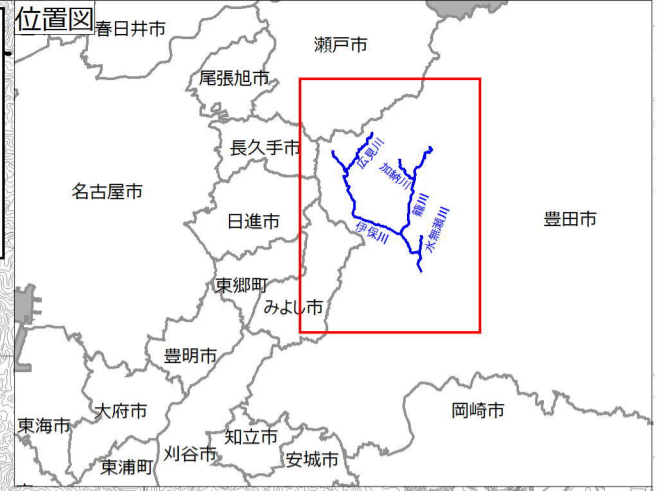 位置図
春日井市
瀬戸市
尾張旭市
長久手市
名古屋市
日進市
東郷町
みよし市
豊田市
広見川
加納川
籠川
伊保川
水無瀬川
豊明市
大府市
東海市
東浦町
刈谷市
知立市
安城市
岡崎市